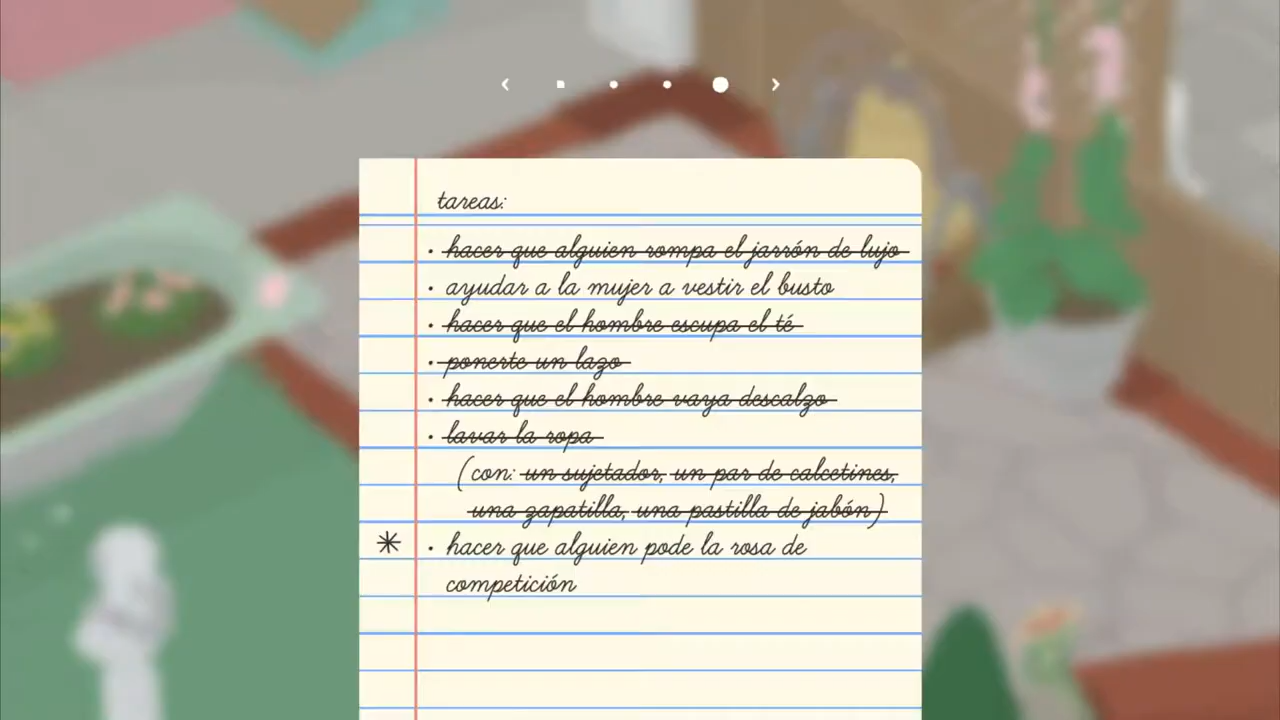 tareas:
· hacer que alguien rompa el jarrón de lujo
· ayudar a la mujer a vestir el busto
· hacer que el hombre escupa el té
· ponerte un lazo
· hacer que el hombre vaya descalzo
· lavar la ropa
(con: un sujetador, un par de calcetines,
una zapatilla, una pastilla de jabón)
· hacer que alguien pode la rosa de
competición